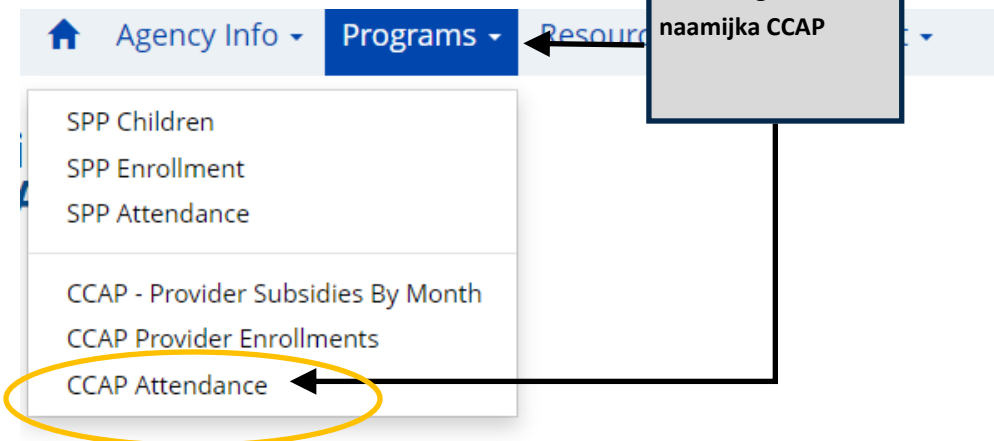 naamijka CCAP
Agency Info Programs
SPP Children
SPP Enrollment
SPP Attendance
CCAP - Provider Subsidies By Month
CCAP Provider Enrollments
CCAP Attendance